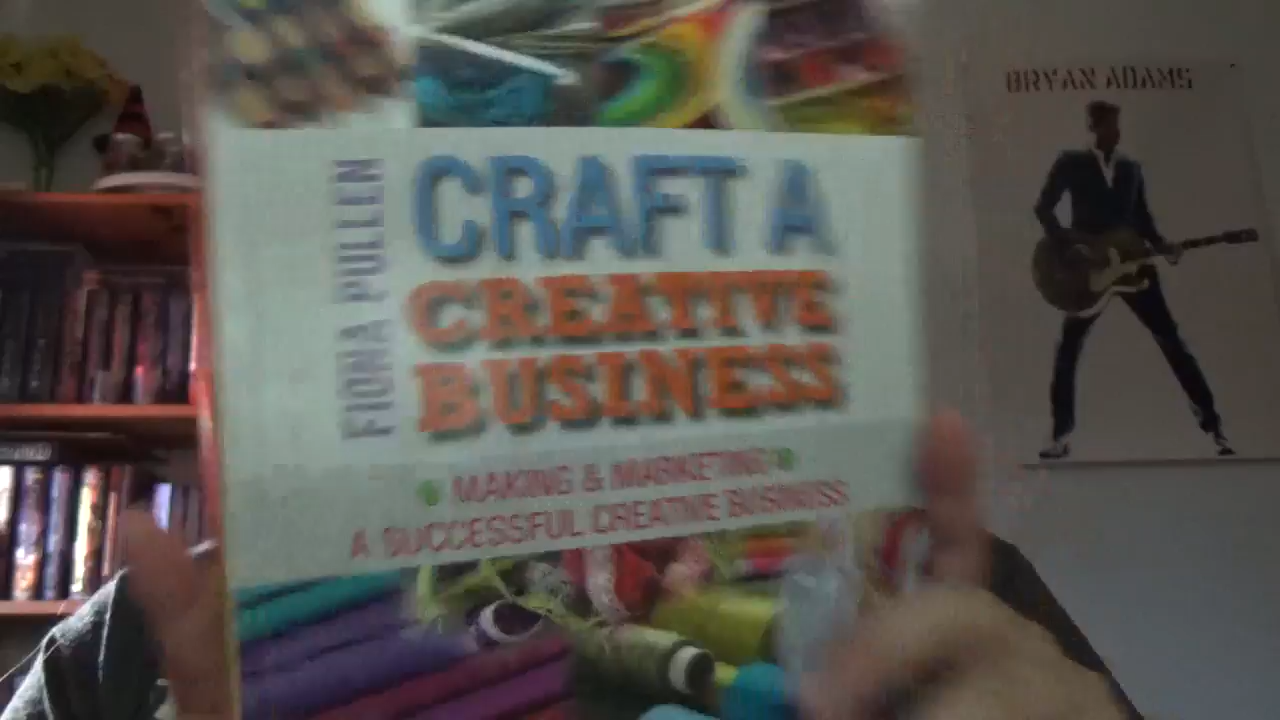 FIONA PULLEN
CRAFT A
CREATIVE
BUSINESS
MAKING & MARKETING
A SUCCESSFUL CREATIVE BUSINESS
BRYAN ADAMS